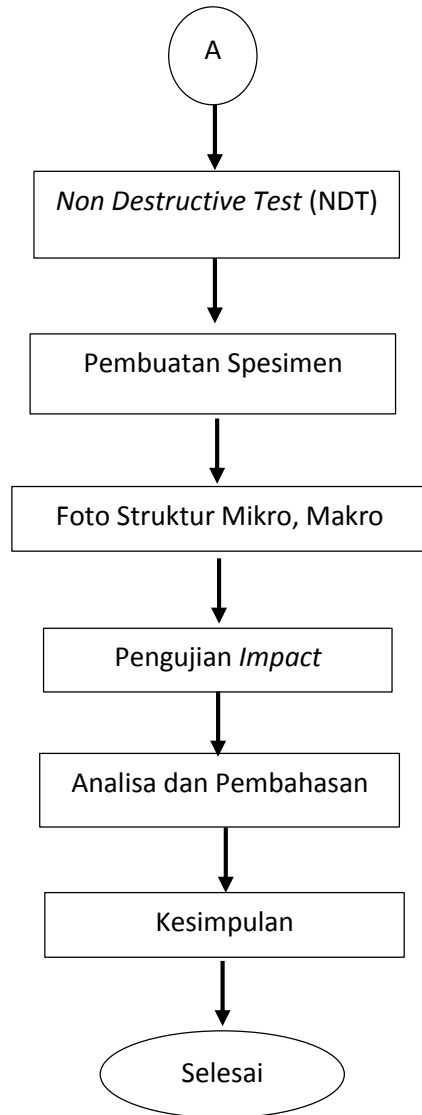 A
Non Destructive Test (NDT)
Pembuatan Spesimen
Foto Struktur Mikro, Makro
Pengujian Impact
Analisa dan Pembahasan
Kesimpulan
Selesai